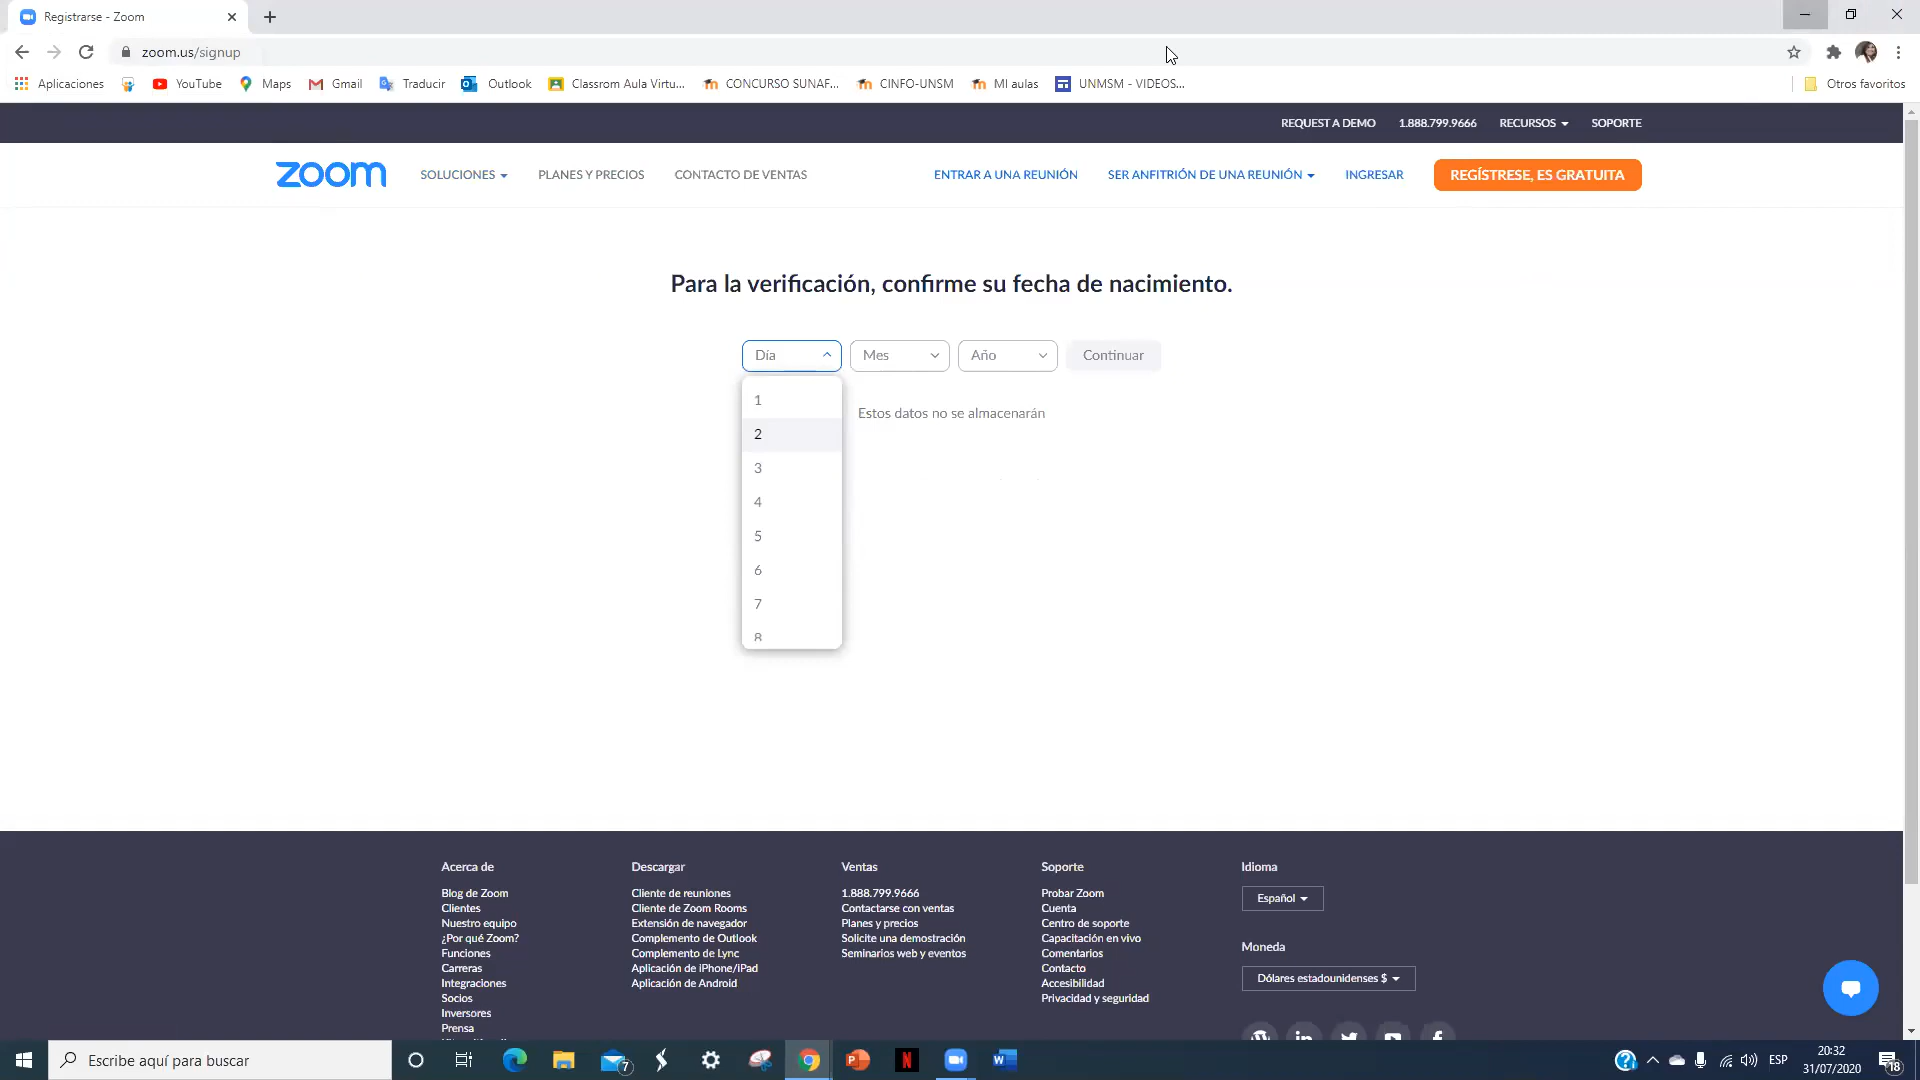 Registrarse - Zoom
zoom.us/signup
Aplicaciones YouTube Maps Gmail Traducir Outlook Classrom Aula Virtu... CONCURSO SUNAF... CINFO-UNSM MI aulas UNMSM - VIDEOS... Otros favoritos
REQUEST A DEMO 1.888.799.9666 RECURSOS SOPORTE
zoom SOLUCIONES PLANES Y PRECIOS CONTACTO DE VENTAS ENTRAR A UNA REUNIÓN SER ANFITRIÓN DE UNA REUNIÓN INGRESAR REGÍSTRESE, ES GRATUITA
Para la verificación, confirme su fecha de nacimiento.
Día Mes Año Continuar
Estos datos no se almacenarán
1
2
3
4
5
6
7
8
Acerca de
Blog de Zoom
Clientes
Nuestro equipo
¿Por qué Zoom?
Funciones
Carreras
Integraciones
Socios
Inversores
Prensa
Descargar
Cliente de reuniones
Cliente de Zoom Rooms
Extensión de navegador
Complemento de Outlook
Complemento de Lync
Aplicación de iPhone/iPad
Aplicación de Android
Ventas
1.888.799.9666
Contactarse con ventas
Planes y precios
Solicite una demostración
Seminarios web y eventos
Soporte
Probar Zoom
Cuenta
Centro de soporte
Capacitación en vivo
Comentarios
Contacto
Accesibilidad
Privacidad y seguridad
Idioma
Español
Moneda
Dólares estadounidenses $
Escribe aquí para buscar
7
ESP
20:32
31/07/2020
18